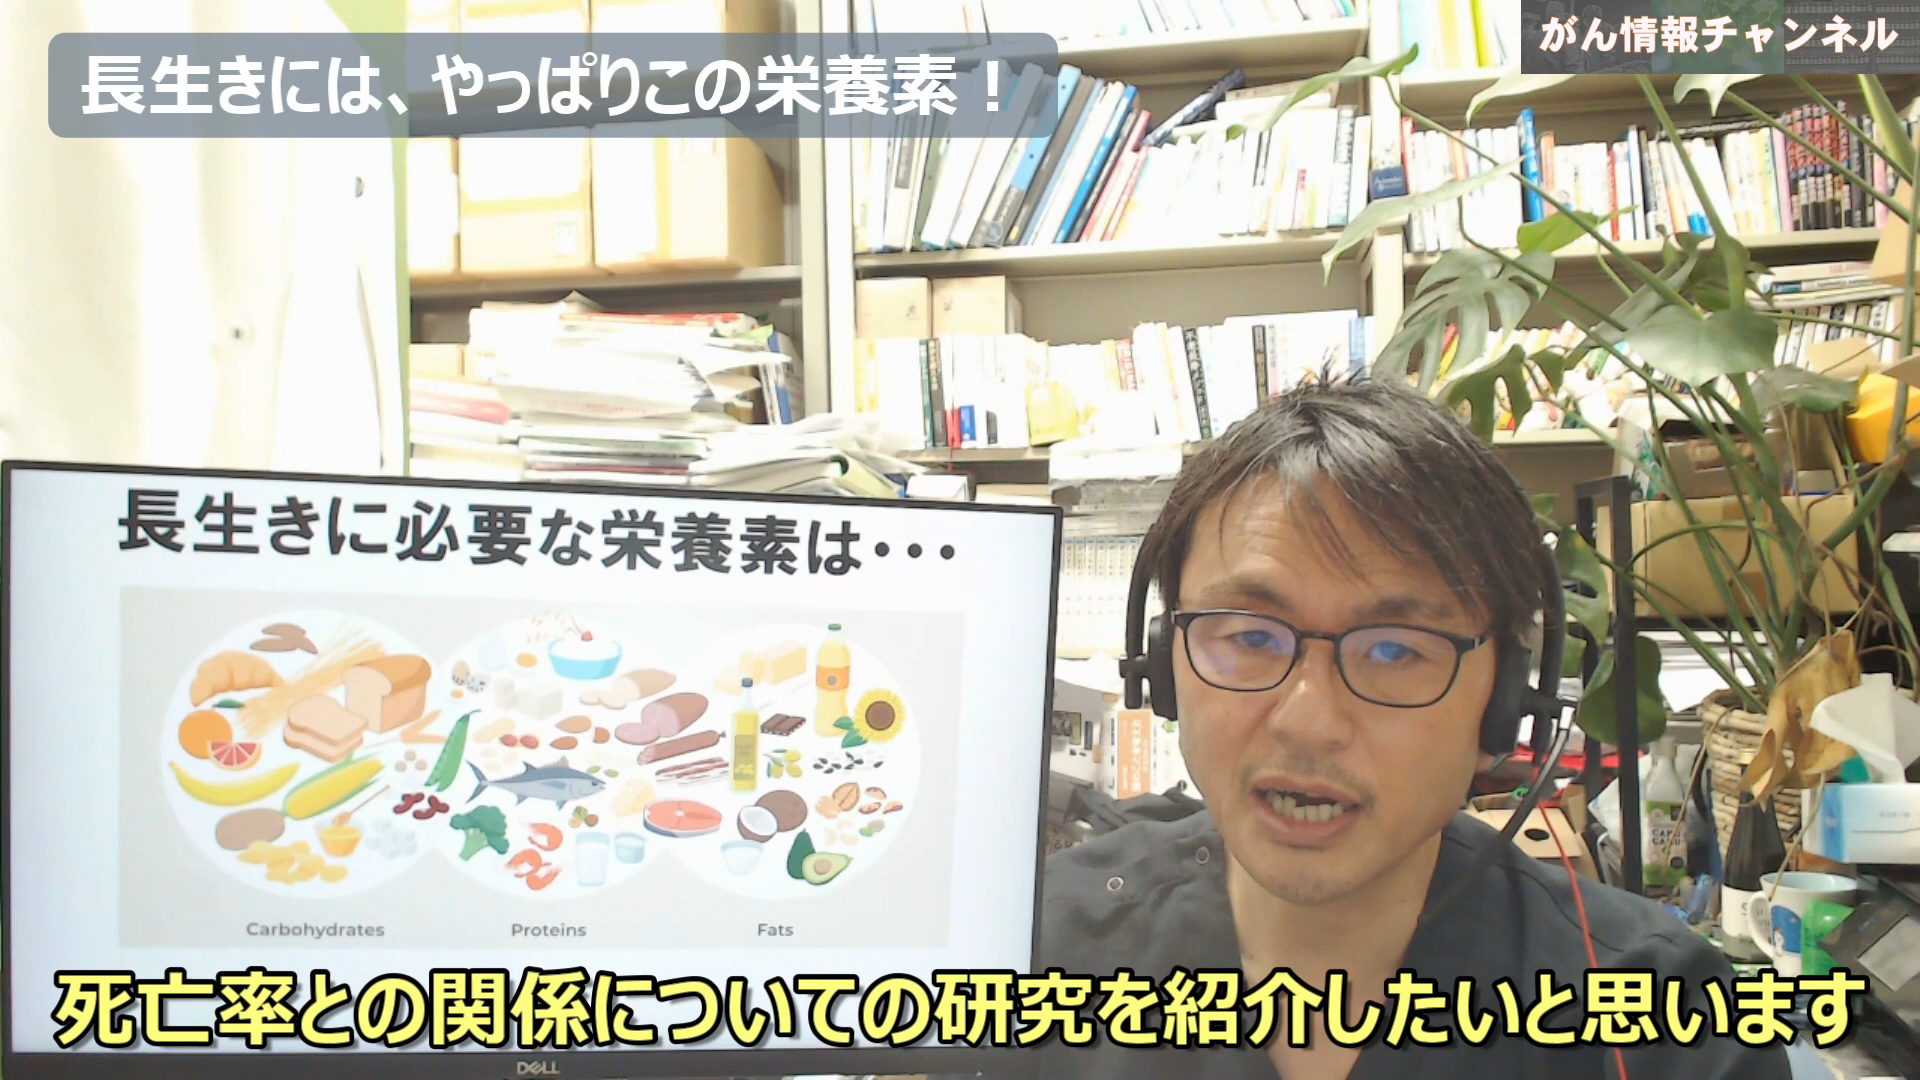 がん情報チャンネル
長生きには、やっぱりこの栄養素！
長生きに必要な栄養素は・・・
Carbohydrates
Proteins
Fats
死亡率との関係についての研究を紹介したいと思います
DELL